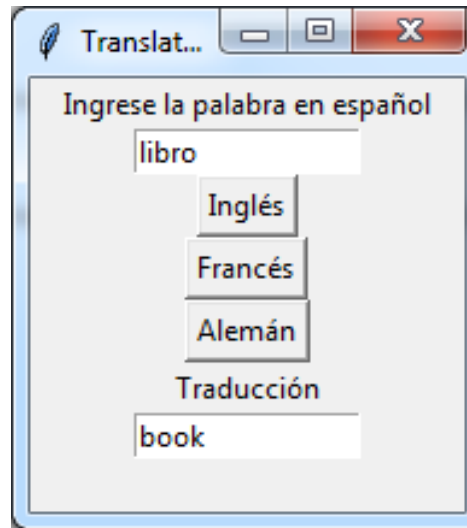 Translat...
Ingrese la palabra en español
libro
Inglés
Francés
Alemán
Traducción
book